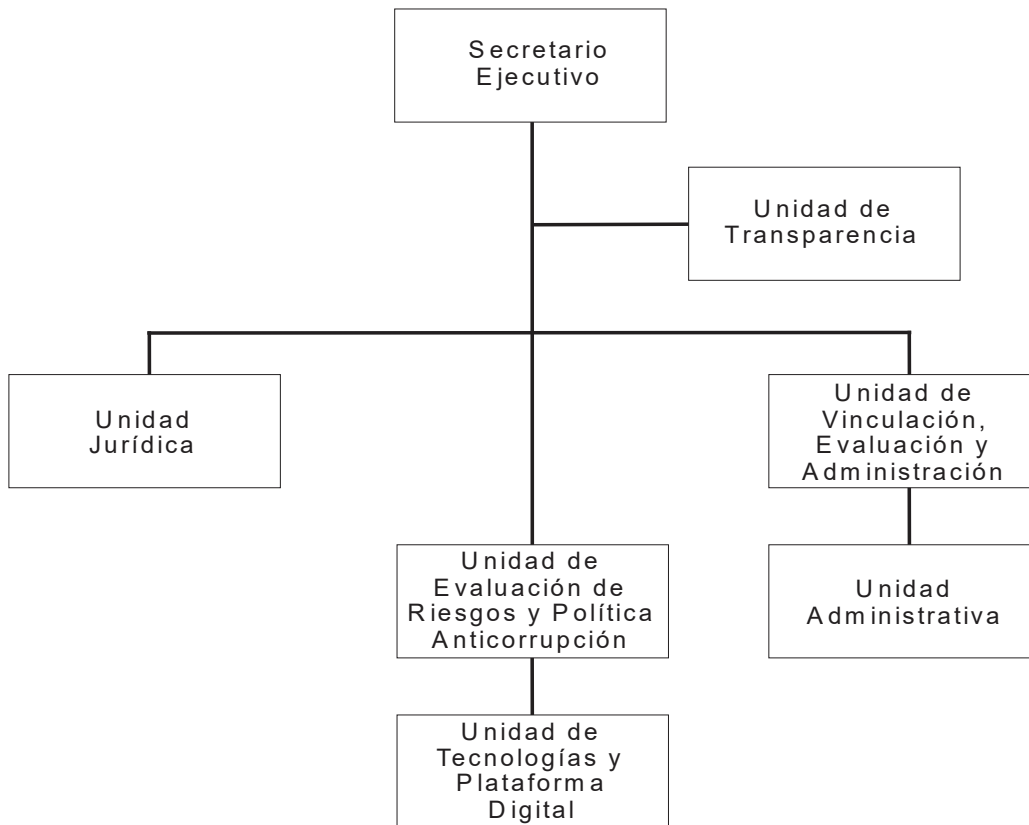 Secretario
Ejecutivo
Unidad de
Transparencia
Unidad
Jurídica
Unidad de
Vinculación,
Evaluación y
Administración
Unidad de
Evaluación de
Riesgos y Política
Anticorrupción
Unidad
Administrativa
Unidad de
Tecnologías y
Plataforma
Digital